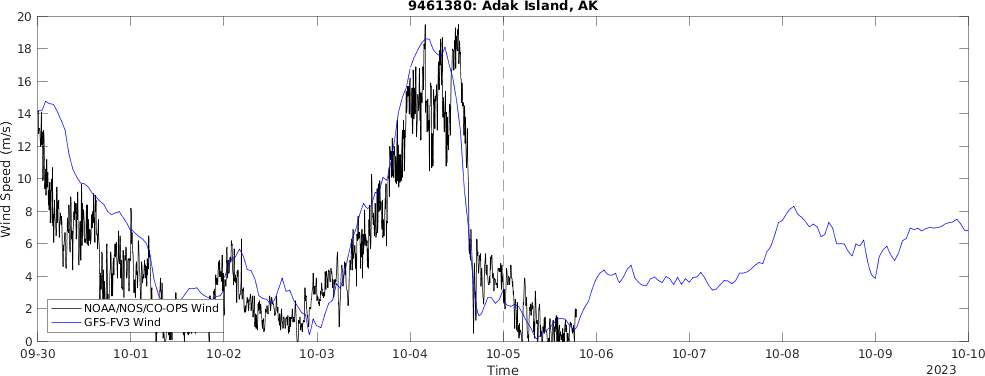 9461380: Adak Island, AK
Wind Speed (m/s)
20
18
16
14
12
10
8
6
4
2
0
NOAA/NOS/CO-OPS Wind
GFS-FV3 Wind
09-30 10-01 10-02 10-03 10-04 10-05 10-06 10-07 10-08 10-09 10-10
Time
2023